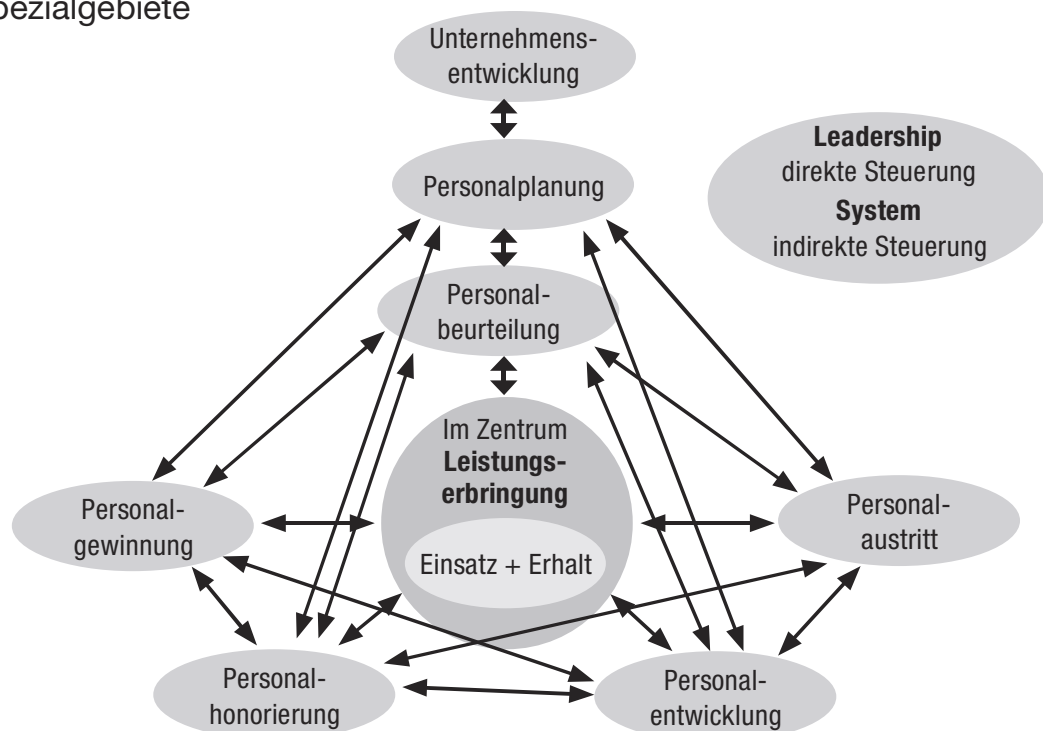 Unternehmens-
entwicklung
Personalplanung
Leadership
direkte Steuerung
System
indirekte Steuerung
Personal-
beurteilung
Im Zentrum
Leistungs-
erbringung
Einsatz + Erhalt
Personal-
gewinnung
Personal-
austritt
Personal-
honorierung
Personal-
entwicklung